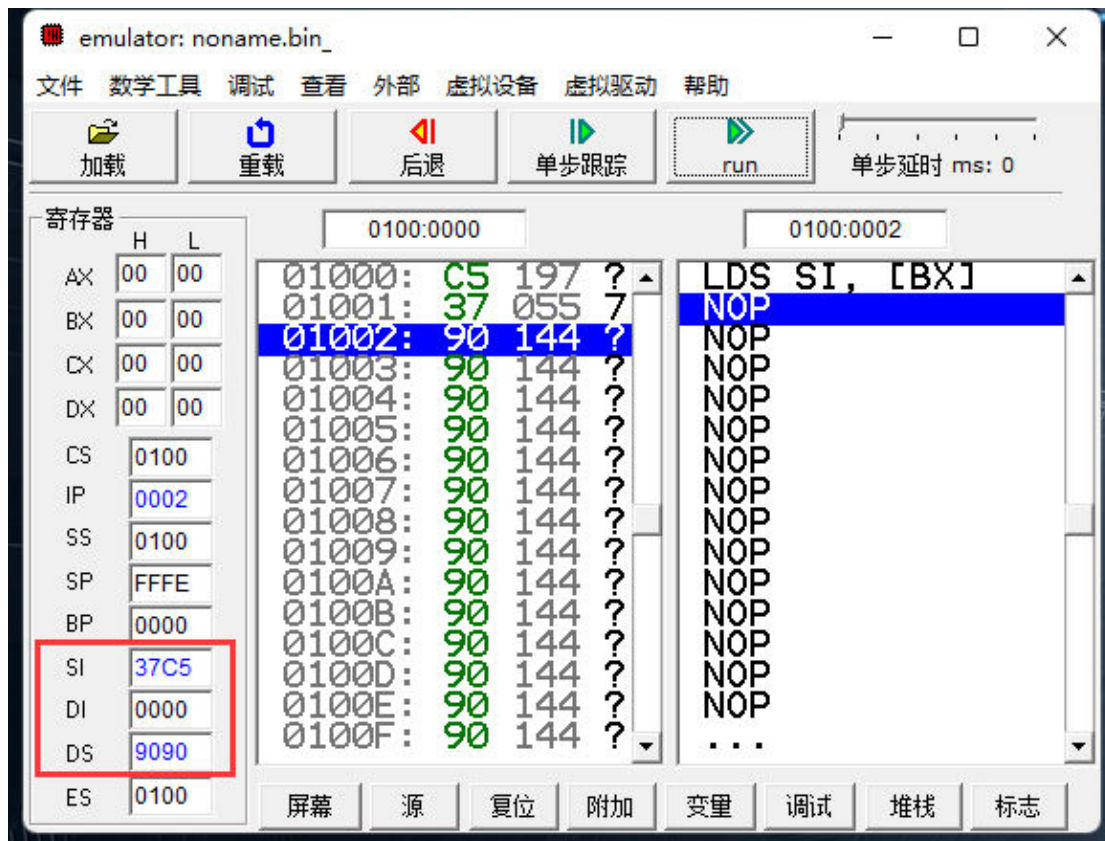 emulator: noname.bin_
文件 数学工具 调试 查看 外部 虚拟设备 虚拟驱动 帮助
加载 重载 后退 单步跟踪 run 单步延时 ms: 0
寄存器
H L
AX 00 00
BX 00 00
CX 00 00
DX 00 00
CS 0100
IP 0002
SS 0100
SP FFFE
BP 0000
SI 37C5
DI 0000
DS 9090
ES 0100
0100:0000
01000: C5 197 ?
01001: 37 055 7
01002: 90 144 ?
01003: 90 144 ?
01004: 90 144 ?
01005: 90 144 ?
01006: 90 144 ?
01007: 90 144 ?
01008: 90 144 ?
01009: 90 144 ?
0100A: 90 144 ?
0100B: 90 144 ?
0100C: 90 144 ?
0100D: 90 144 ?
0100E: 90 144 ?
0100F: 90 144 ?
0100:0002
LDS SI, [BX]
NOP
NOP
NOP
NOP
NOP
NOP
NOP
NOP
NOP
NOP
NOP
NOP
NOP
NOP
...
屏幕 源 复位 附加 变量 调试 堆栈 标志